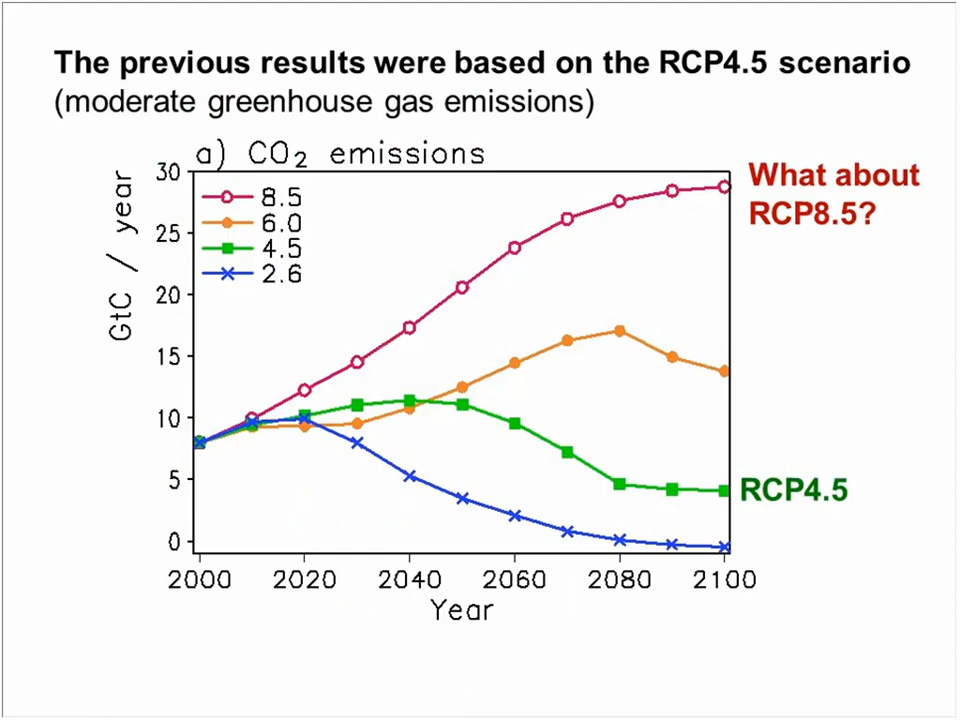 The previous results were based on the RCP4.5 scenario
(moderate greenhouse gas emissions)
a) CO₂ emissions
What about
RCP8.5?
GtC / year
30
25
20
15
10
5
0
8.5
6.0
4.5
2.6
RCP4.5
2000 2020 2040 2060 2080 2100
Year